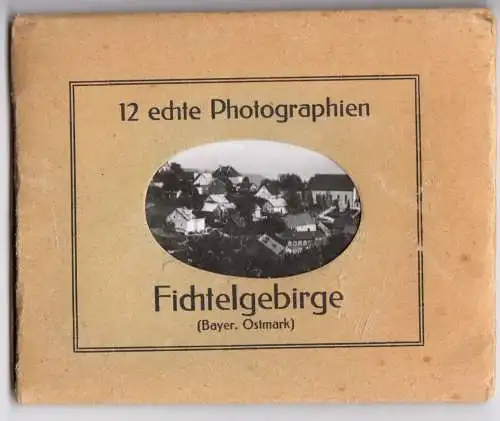 12 echte Photographien
Fichtelgebirge
(Bayer. Ostmark)